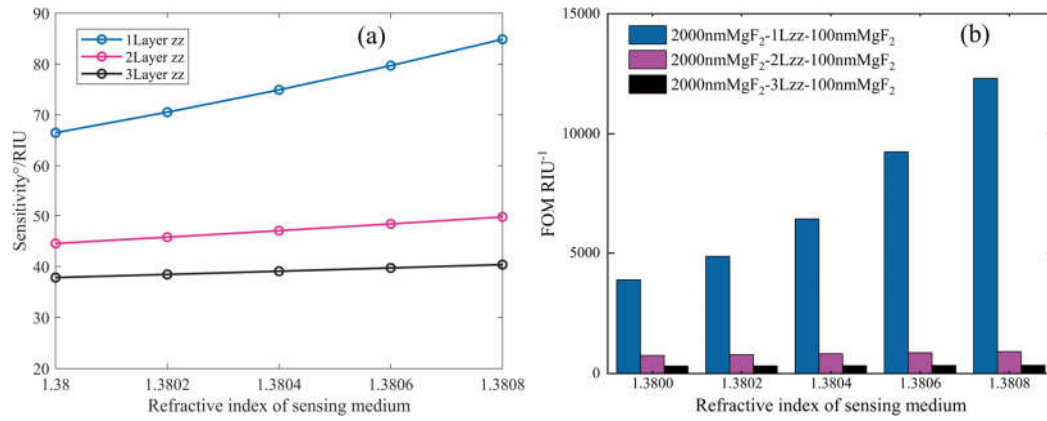 (a)
1Layer zz
2Layer zz
3Layer zz
Sensitivity°/RIU
90
80
70
60
50
40
30
20
1.38
1.3802
1.3804
1.3806
1.3808
Refractive index of sensing medium
(b)
2000nmMgF₂-1Lzz-100nmMgF₂
2000nmMgF₂-2Lzz-100nmMgF₂
2000nmMgF₂-3Lzz-100nmMgF₂
FOM RIU⁻¹
15000
10000
5000
0
1.3800
1.3802
1.3804
1.3806
1.3808
Refractive index of sensing medium